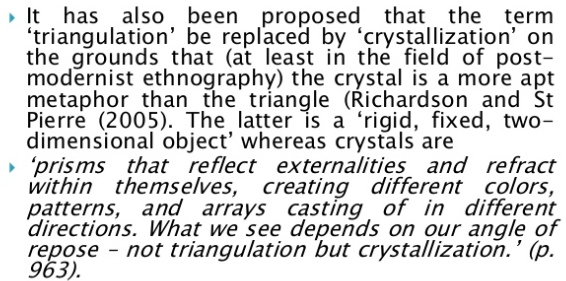 It has also been proposed that the term
‘triangulation’ be replaced by ‘crystallization’ on
the grounds that (at least in the field of post-
modernist ethnography) the crystal is a more apt
metaphor than the triangle (Richardson and St
Pierre (2005). The latter is a ‘rigid, fixed, two-
dimensional object’ whereas crystals are
‘prisms that reflect externalities and refract
within themselves, creating different colors,
patterns, and arrays casting of in different
directions. What we see depends on our angle of
repose – not triangulation but crystallization.’ (p.
963).